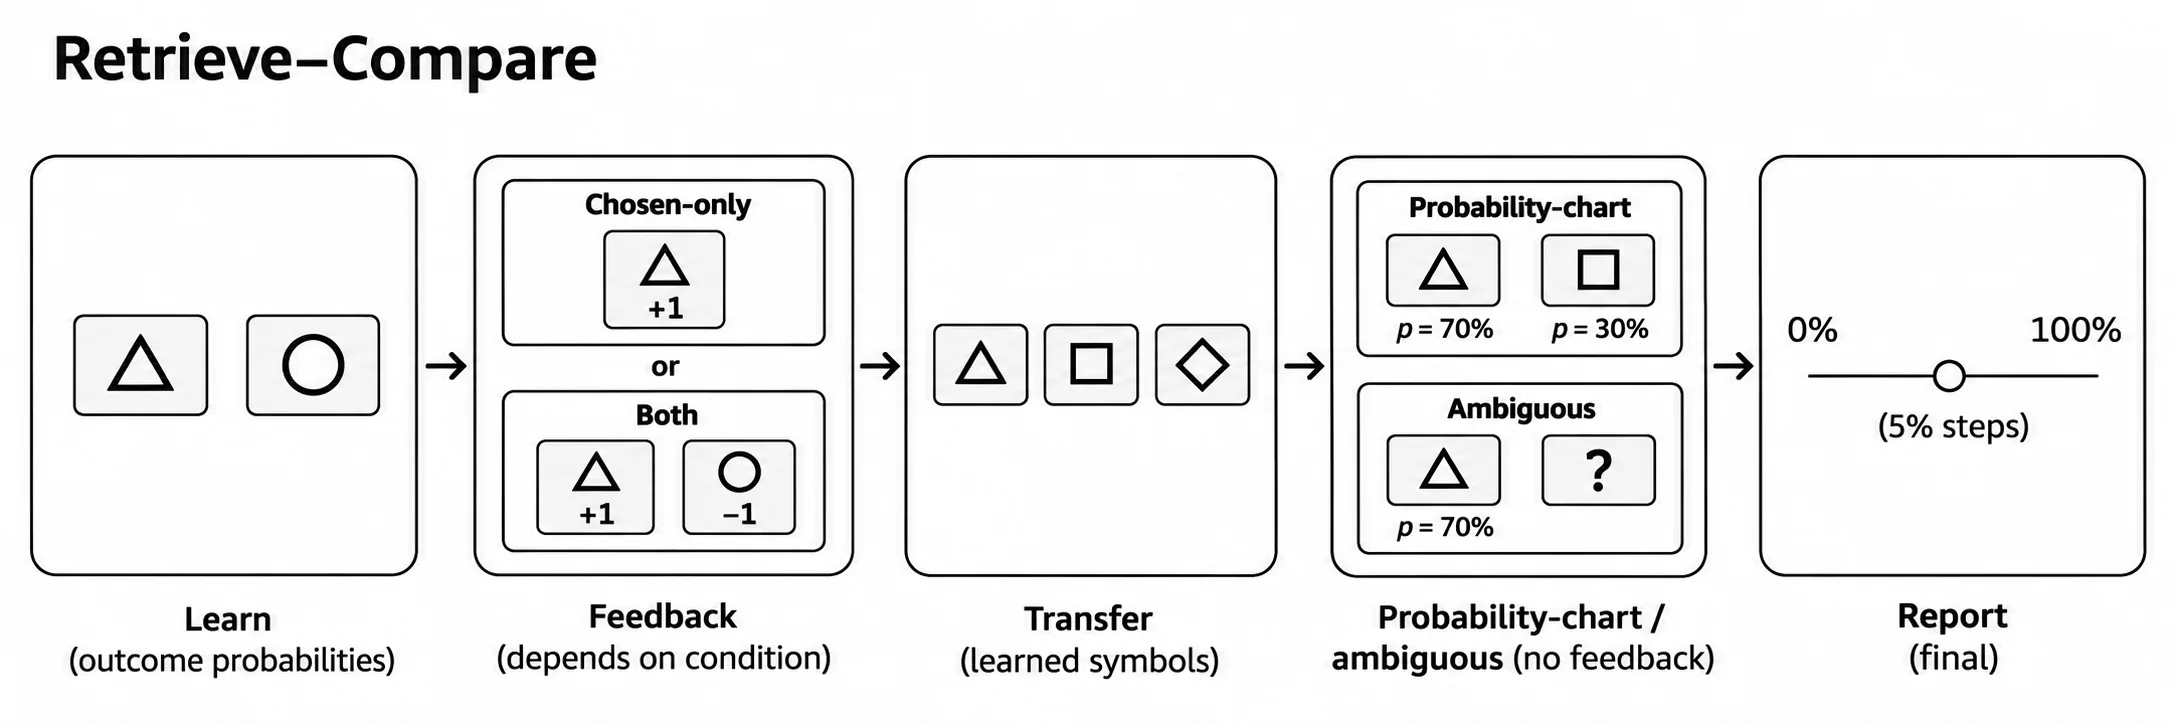 Retrieve–Compare
Chosen-only
+1
or
Both
+1 −1
Probability-chart
p = 70% p = 30%
Ambiguous
?
p = 70%
0% 100%
(5% steps)
Learn
(outcome probabilities)
Feedback
(depends on condition)
Transfer
(learned symbols)
Probability-chart /
ambiguous (no feedback)
Report
(final)